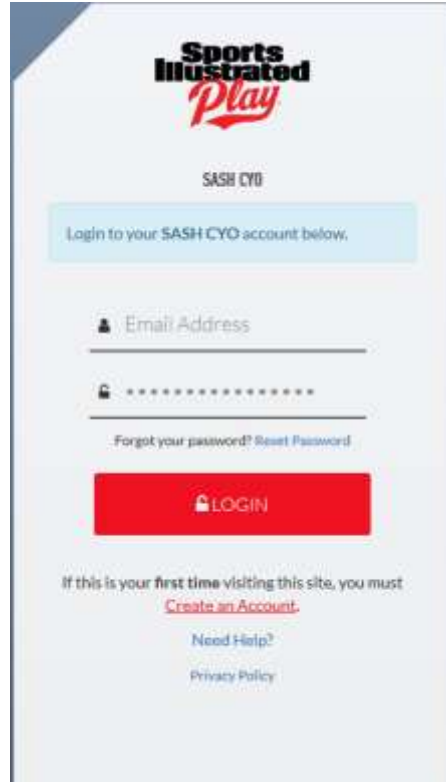 Sports
Illustrated
Play
SASH CYO
Login to your SASH CYO account below.
Email Address
****************
Forgot your password? Reset Password
LOGIN
If this is your first time visiting this site, you must
Create an Account.
Need Help?
Privacy Policy